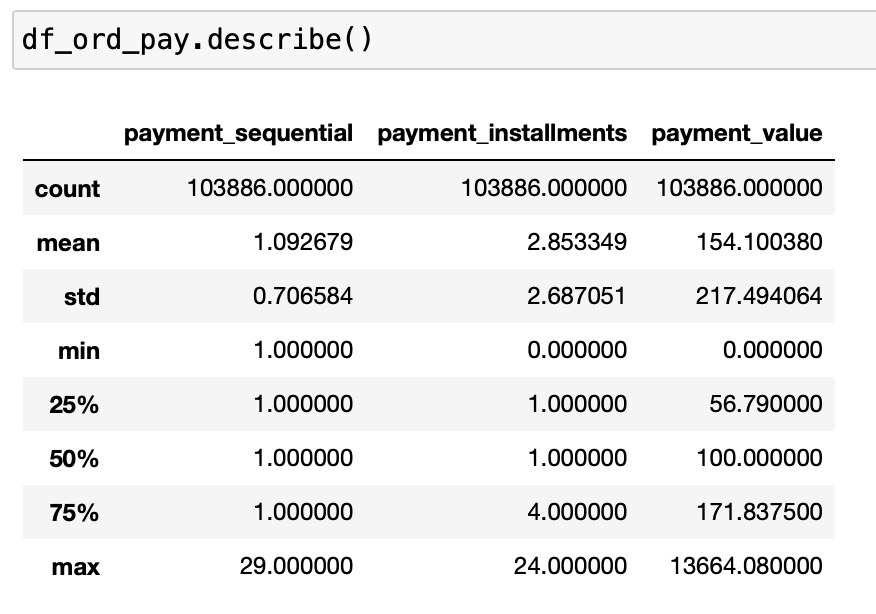 df_ord_pay.describe()
payment_sequential payment_installments payment_value
count 103886.000000 103886.000000 103886.000000
mean 1.092679 2.853349 154.100380
std 0.706584 2.687051 217.494064
min 1.000000 0.000000 0.000000
25% 1.000000 1.000000 56.790000
50% 1.000000 1.000000 100.000000
75% 1.000000 4.000000 171.837500
max 29.000000 24.000000 13664.080000